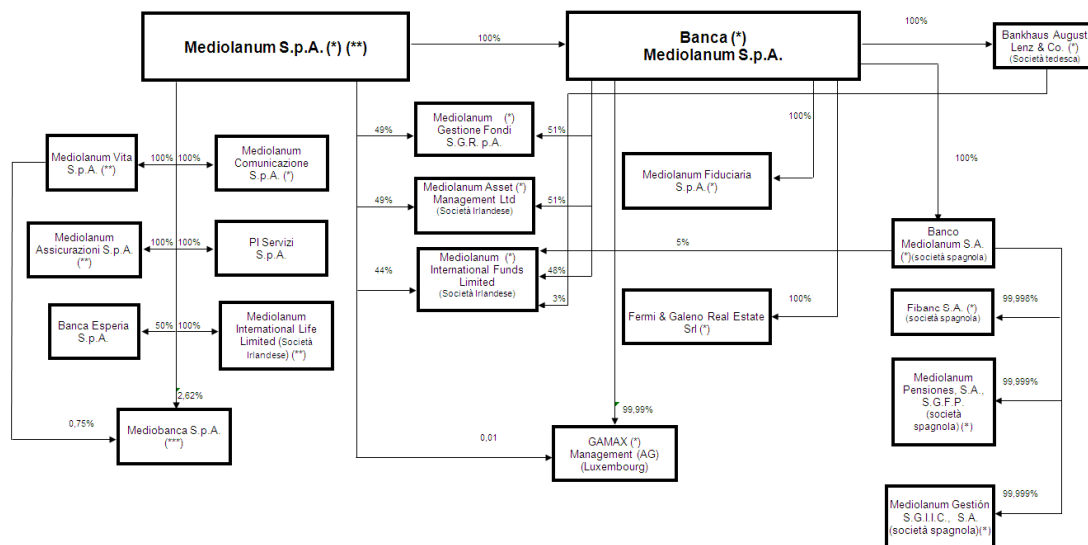 Mediolanum S.p.A. (*) (**)
100%
Banca (*)
Mediolanum S.p.A.
100%
Bankhaus August
Lenz & Co. (*)
(Società tedesca)
49%
Mediolanum (*)
Gestione Fondi
S.G.R. p.A.
51%
100%
Mediolanum Vita
S.p.A. (**)
100% 100%
Mediolanum
Comunicazione
S.p.A. (*)
Mediolanum Fiduciaria
S.p.A.(*)
100%
49%
Mediolanum Asset (*)
Management Ltd
(Società Irlandese)
51%
Mediolanum
Assicurazioni S.p.A.
(**)
100% 100%
PI Servizi
S.p.A.
Banco
Mediolanum S.A.
(*)(società spagnola)
5%
44%
Mediolanum (*)
International Funds
Limited
(Società Irlandese)
48%
3%
Banca Esperia
S.p.A.
50% 100%
Mediolanum
International Life
Limited (Società
Irlandese) (**)
Fermi & Galeno Real Estate
Srl (*)
100%
Fibanc S.A. (*)
(società spagnola)
99,998%
Mediolanum
Pensiones, S.A.,
S.G.F.P.
(società
spagnola) (*)
99,999%
2,62%
0,75%
Mediobanca S.p.A.
(***)
99,99%
0,01
GAMAX (*)
Management (AG)
(Luxembourg)
99,999%
Mediolanum Gestión
S.G.I.I.C., S.A.
(società spagnola)(*)